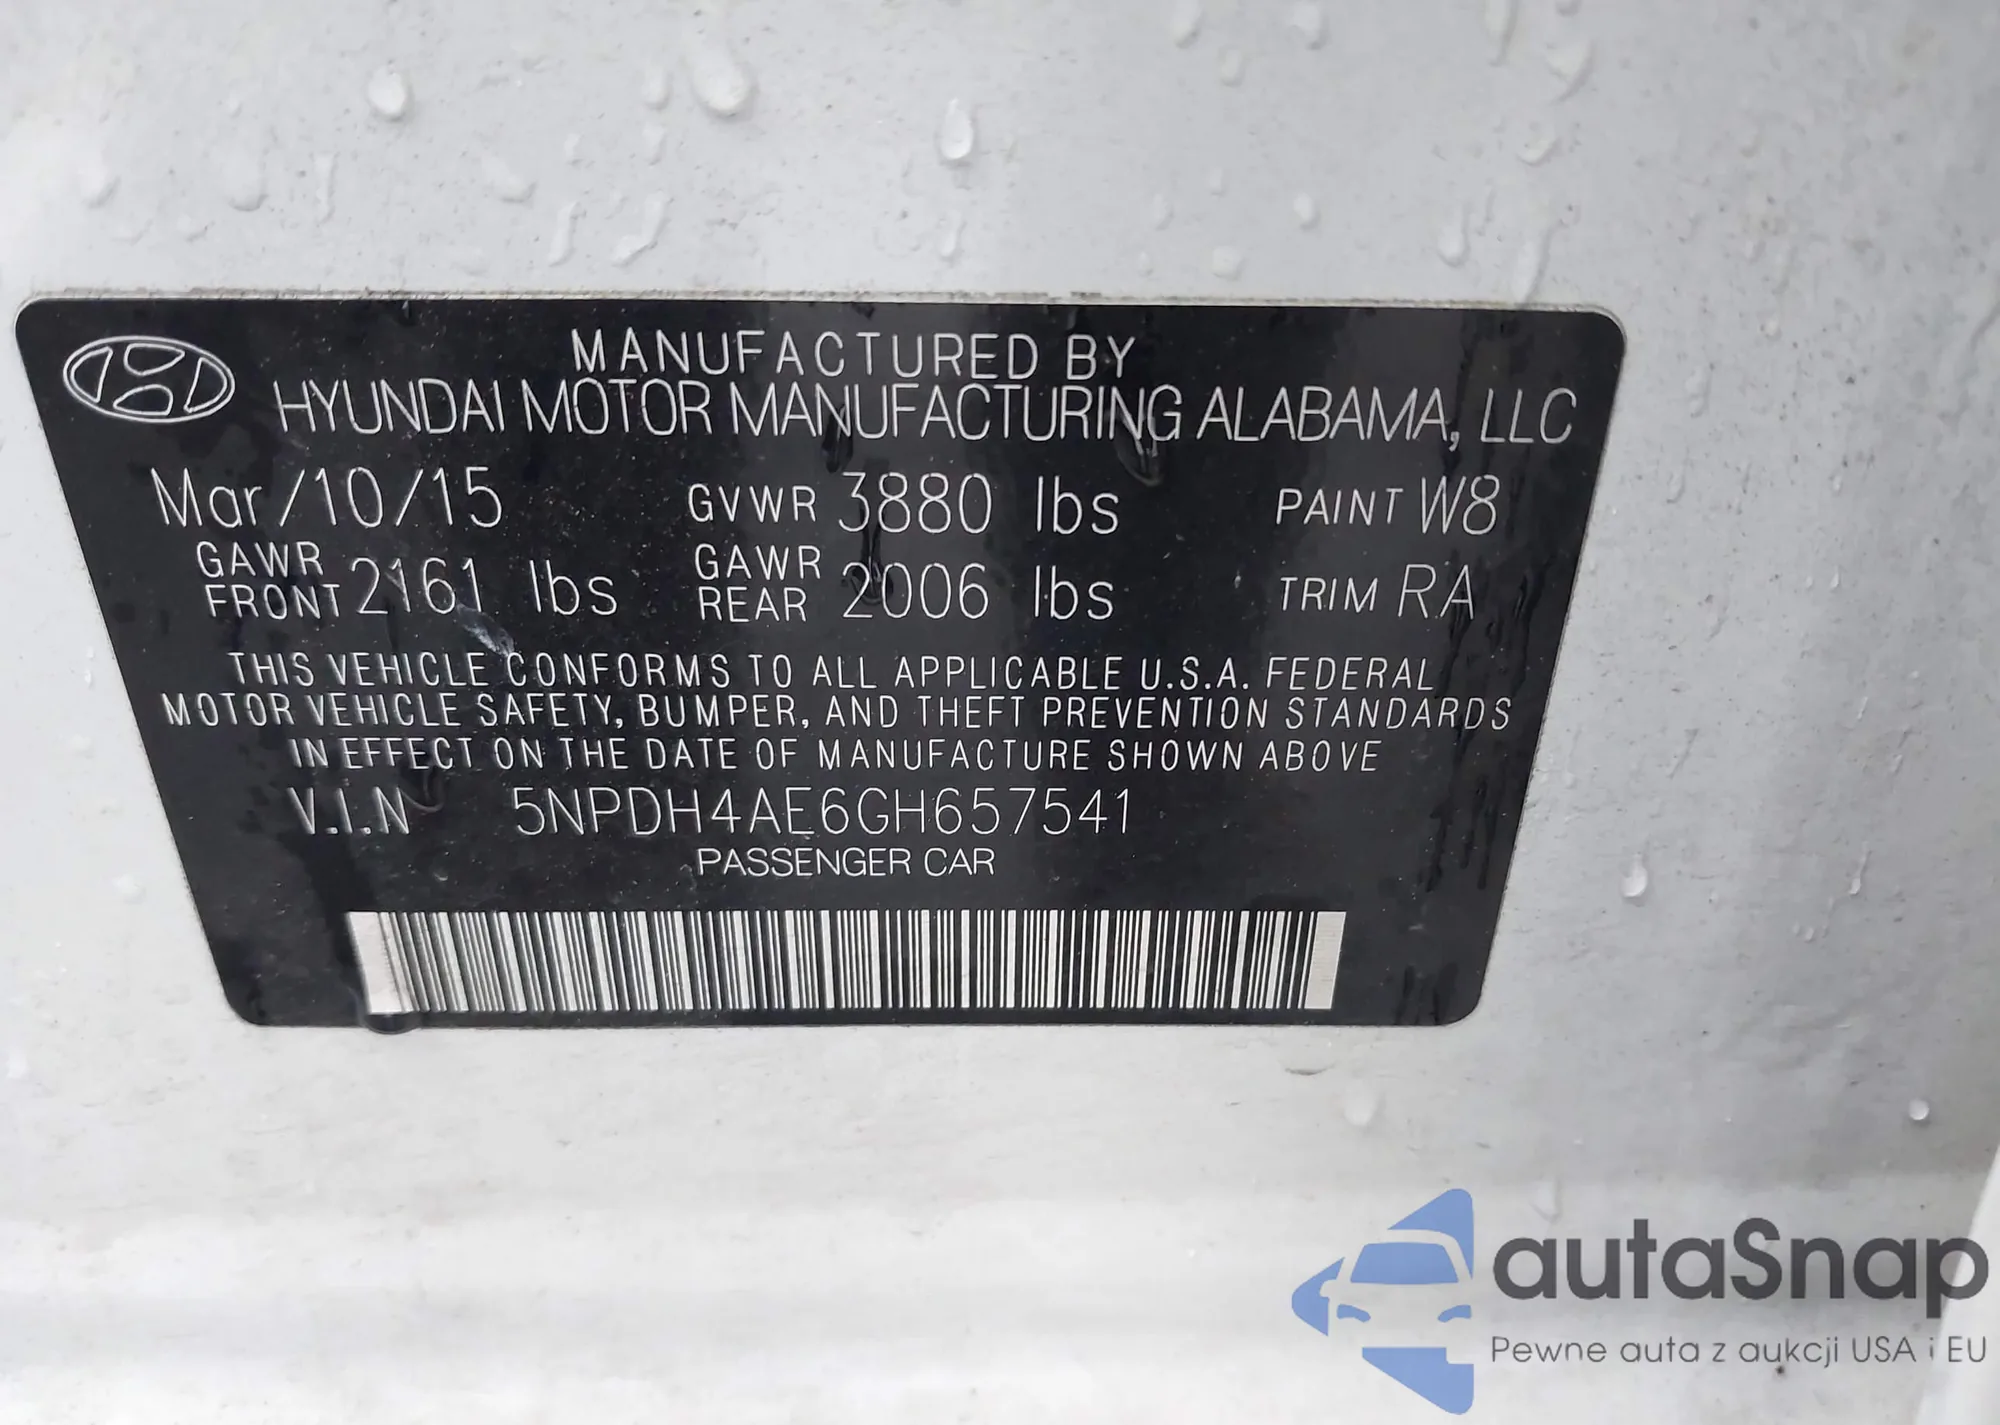 MANUFACTURED BY
HYUNDAI MOTOR MANUFACTURING ALABAMA, LLC
Mar/10/15 GVWR 3880 lbs PAINT W8
GAWR FRONT 2161 lbs GAWR REAR 2006 lbs TRIM RA
THIS VEHICLE CONFORMS TO ALL APPLICABLE U.S.A. FEDERAL
MOTOR VEHICLE SAFETY, BUMPER, AND THEFT PREVENTION STANDARDS
IN EFFECT ON THE DATE OF MANUFACTURE SHOWN ABOVE
V.I.N 5NPDH4AE6GH657541
PASSENGER CAR
autaSnap
Pewne auta z aukcji USA i EU